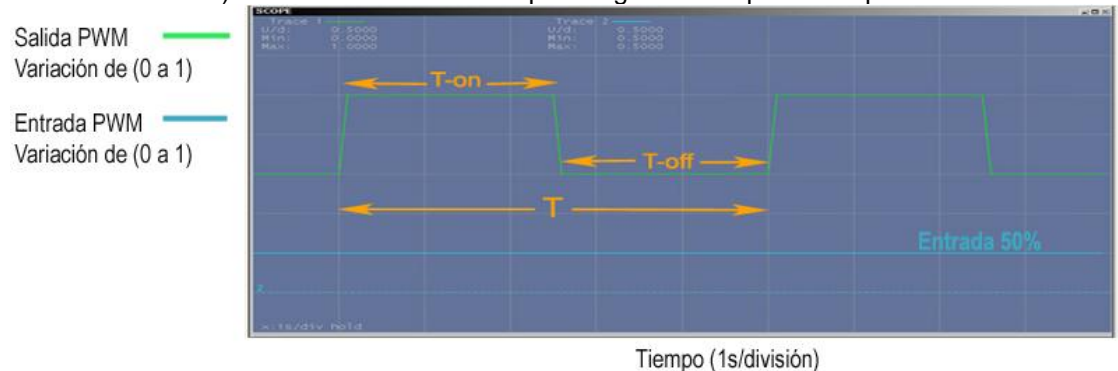 SCOPE
Trace 1
Trace 2
U/d: 0.5000
U/d: 0.5000
Min: 0.0000
Min: 0.5000
Max: 1.0000
Max: 0.5000
Salida PWM
Variación de (0 a 1)
Entrada PWM
Variación de (0 a 1)
T-on
T-off
T
Entrada 50%
2
x:1s/div hold
Tiempo (1s/división)